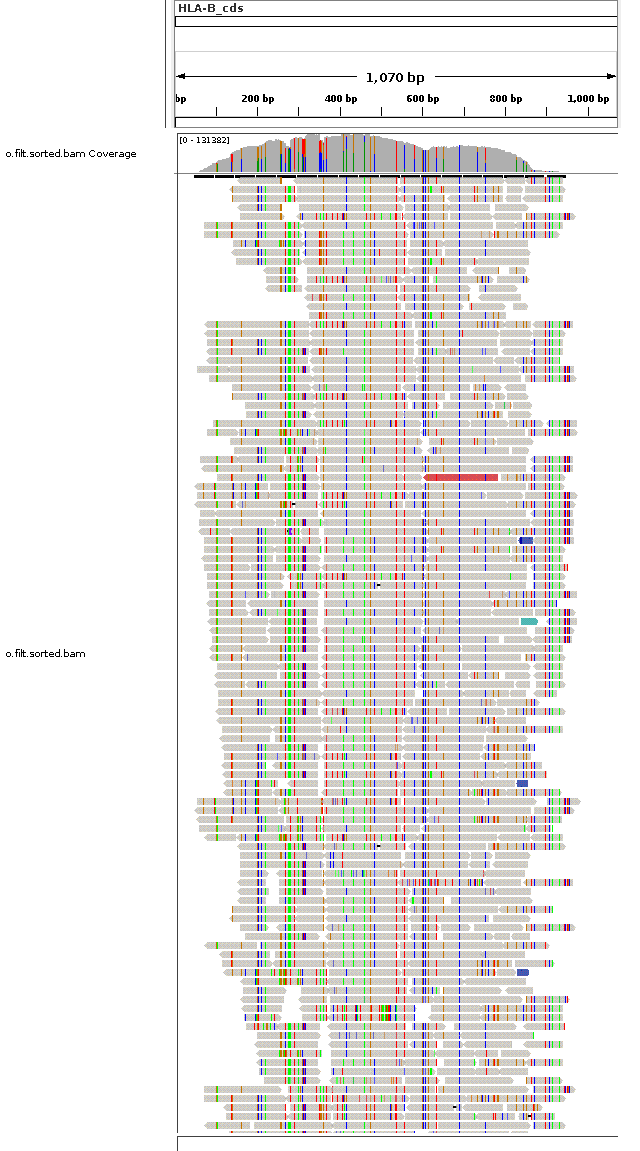 HLA-B_cds
1,070 bp
bp 200 bp 400 bp 600 bp 800 bp 1,000 bp
[0 - 131382]
o.filt.sorted.bam Coverage
o.filt.sorted.bam